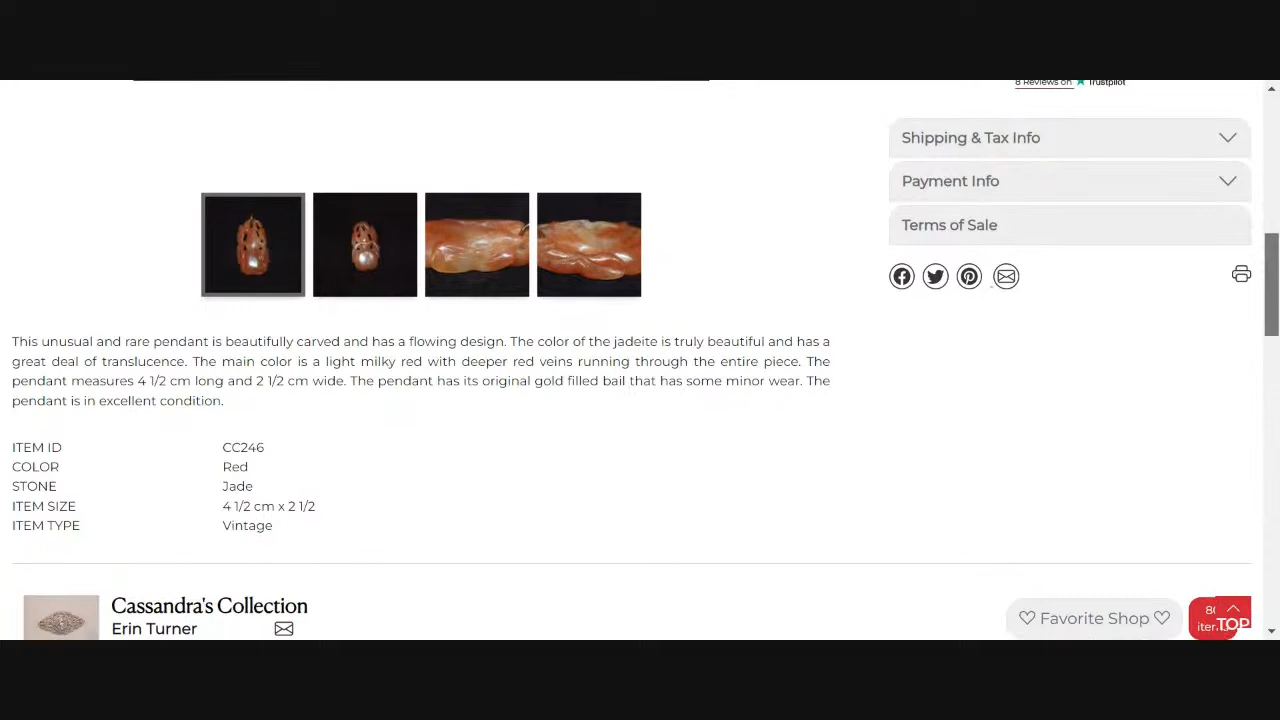 8 Reviews on ★ Trustpilot
Shipping & Tax Info
Payment Info
Terms of Sale
This unusual and rare pendant is beautifully carved and has a flowing design. The color of the jadeite is truly beautiful and has a
great deal of translucence. The main color is a light milky red with deeper red veins running through the entire piece. The
pendant measures 4 1/2 cm long and 2 1/2 cm wide. The pendant has its original gold filled bail that has some minor wear. The
pendant is in excellent condition.
ITEM ID CC246
COLOR Red
STONE Jade
ITEM SIZE 4 1/2 cm x 2 1/2
ITEM TYPE Vintage
Cassandra's Collection
Erin Turner
♡ Favorite Shop ♡
TOP